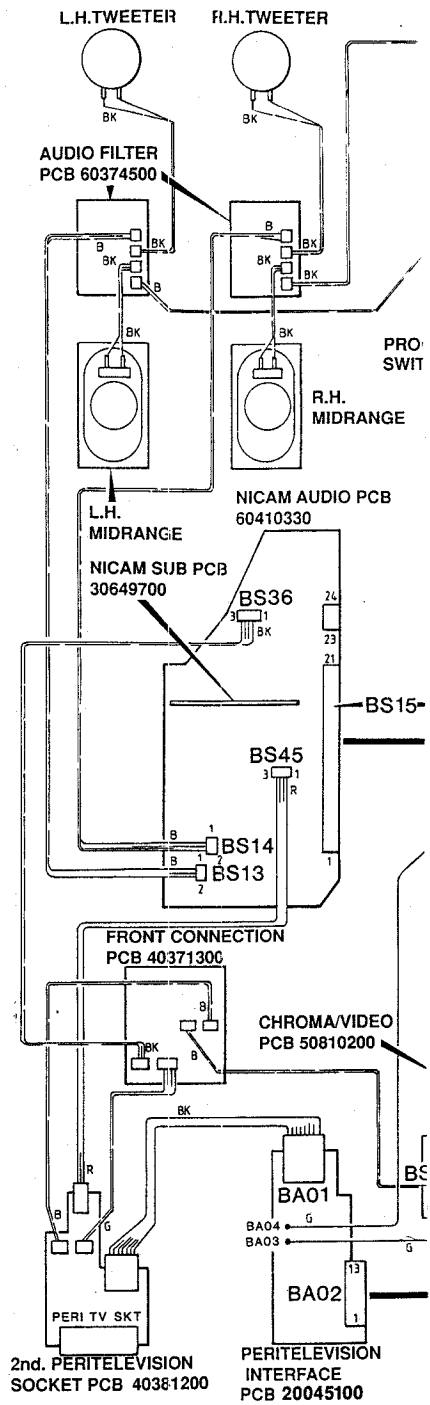 L.H.TWEETER
R.H.TWEETER
BK
BK
AUDIO FILTER
PCB 60374500
B
B
BK
BK
BK
BK
BK
B
BK
BK
PRO
SWIT
R.H.
MIDRANGE
L.H.
MIDRANGE
NICAM AUDIO PCB
60410330
NICAM SUB PCB
30649700
BS36
3
1
BK
24
23
21
BS15
BS45
3
1
R
B
1
BS14
2
B
1
BS13
2
1
FRONT CONNECTION
PCB 40371300
B
BK
B
CHROMA/VIDEO
PCB 50810200
BK
R
BA01
BS
B
G
BA04
G
BA03
G
13
BA02
1
PERI TV SKT
2nd. PERITELEVISION
SOCKET PCB 40381200
PERITELEVISION
INTERFACE
PCB 20045100